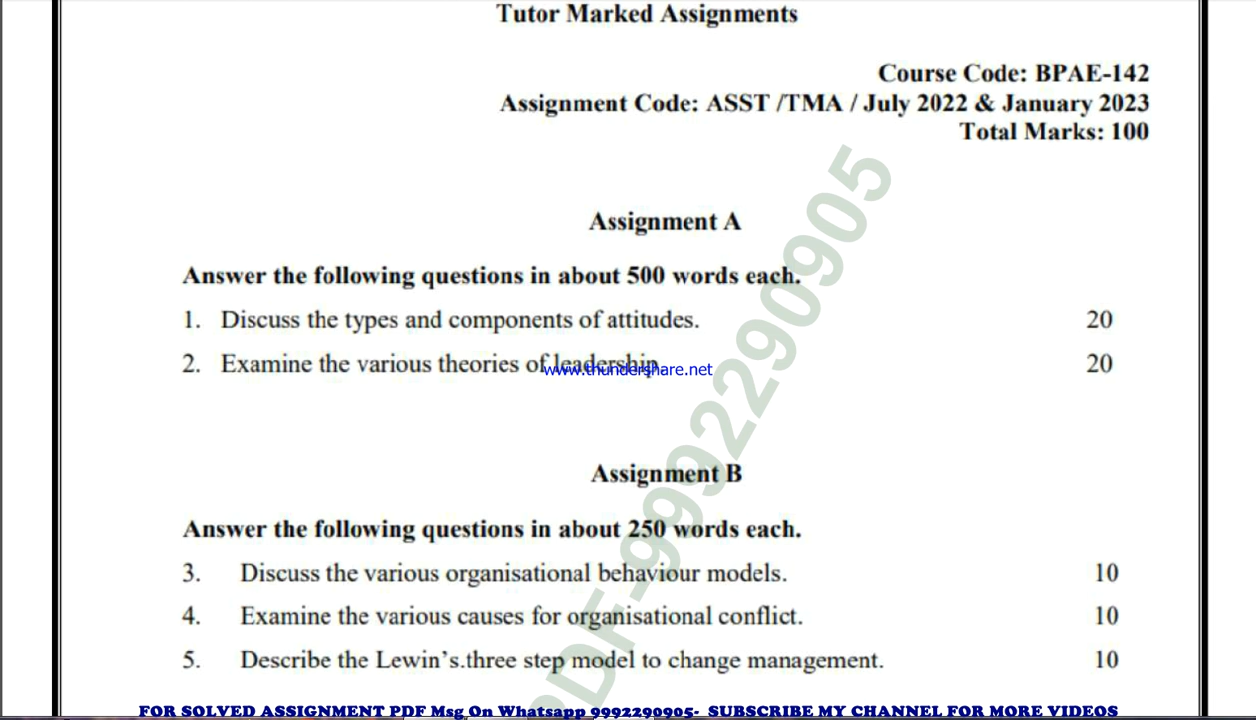 Tutor Marked Assignments
Course Code: BPAE-142
Assignment Code: ASST /TMA / July 2022 & January 2023
Total Marks: 100
Assignment A
Answer the following questions in about 500 words each.
1. Discuss the types and components of attitudes. 20
2. Examine the various theories of leadership. 20
www.thundershare.net
Assignment B
Answer the following questions in about 250 words each.
3. Discuss the various organisational behaviour models. 10
4. Examine the various causes for organisational conflict. 10
5. Describe the Lewin's.three step model to change management. 10
PDF-9992290905
FOR SOLVED ASSIGNMENT PDF Msg On Whatsapp 9992290905- SUBSCRIBE MY CHANNEL FOR MORE VIDEOS